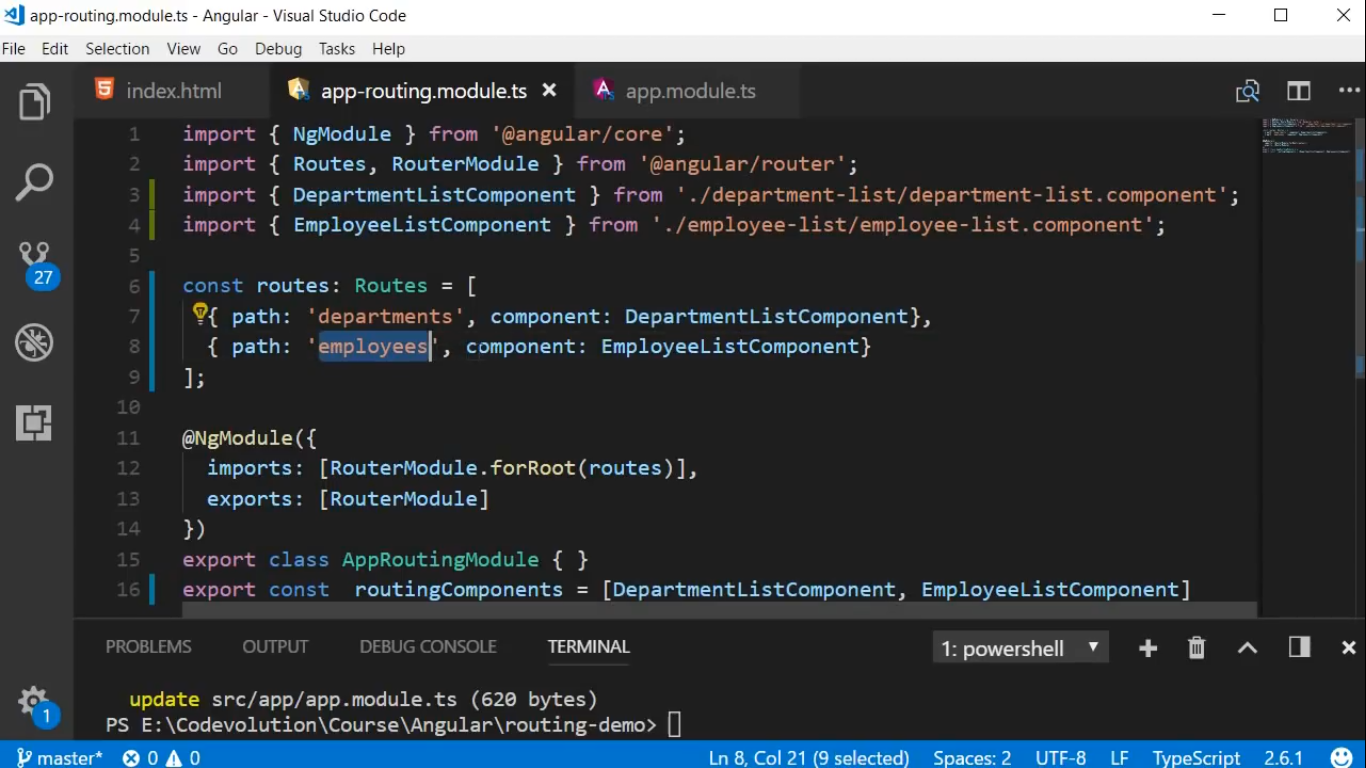 app-routing.module.ts - Angular - Visual Studio Code
File Edit Selection View Go Debug Tasks Help
index.html app-routing.module.ts app.module.ts
1 import { NgModule } from '@angular/core';
2 import { Routes, RouterModule } from '@angular/router';
3 import { DepartmentListComponent } from './department-list/department-list.component';
4 import { EmployeeListComponent } from './employee-list/employee-list.component';
5
6 const routes: Routes = [
7 { path: 'departments', component: DepartmentListComponent},
8 { path: 'employees', component: EmployeeListComponent}
9 ];
10
11 @NgModule({
12 imports: [RouterModule.forRoot(routes)],
13 exports: [RouterModule]
14 })
15 export class AppRoutingModule { }
16 export const routingComponents = [DepartmentListComponent, EmployeeListComponent]
27
PROBLEMS OUTPUT DEBUG CONSOLE TERMINAL 1: powershell
update src/app/app.module.ts (620 bytes)
PS E:\Codevolution\Course\Angular\routing-demo>
1
master* 0 0 Ln 8, Col 21 (9 selected) Spaces: 2 UTF-8 LF TypeScript 2.6.1